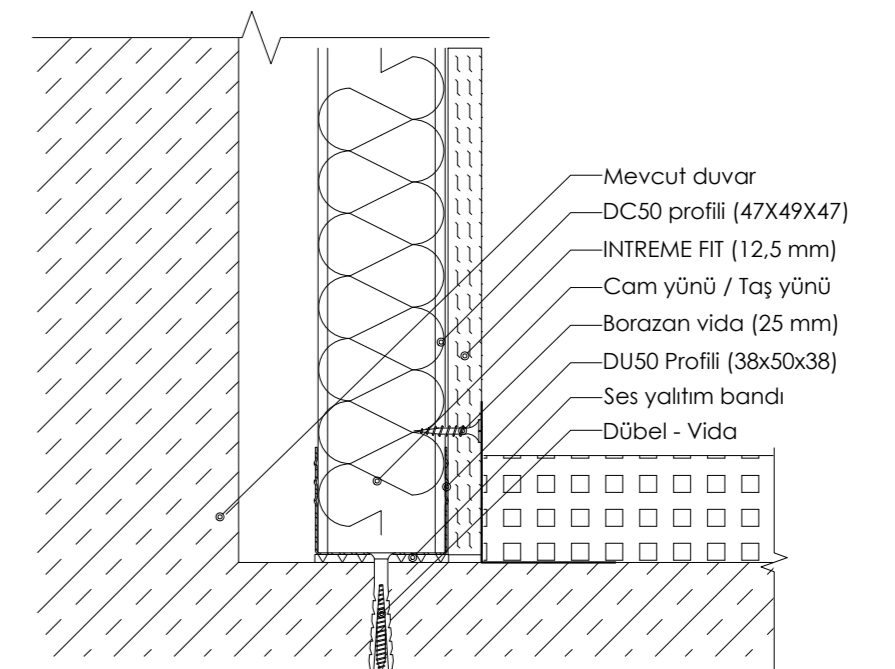 Mevcut duvar
DC50 profili (47X49X47)
INTREME FIT (12,5 mm)
Cam yünü / Taş yünü
Borazan vida (25 mm)
DU50 Profili (38x50x38)
Ses yalıtım bandı
Dübel - Vida